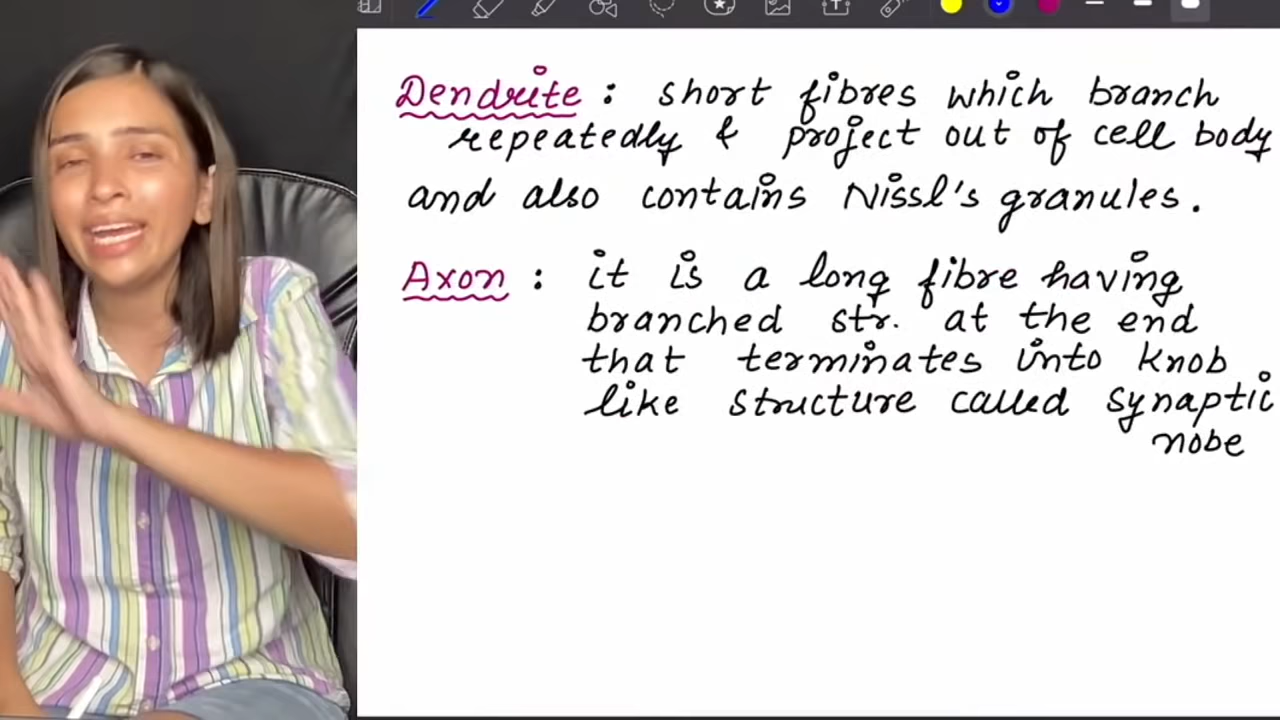 Dendrite : short fibres which branch
repeatedly & project out of cell body
and also contains Nissl's granules.
Axon : it is a long fibre having
branched str. at the end
that terminates into knob
like structure called synaptic
nobe